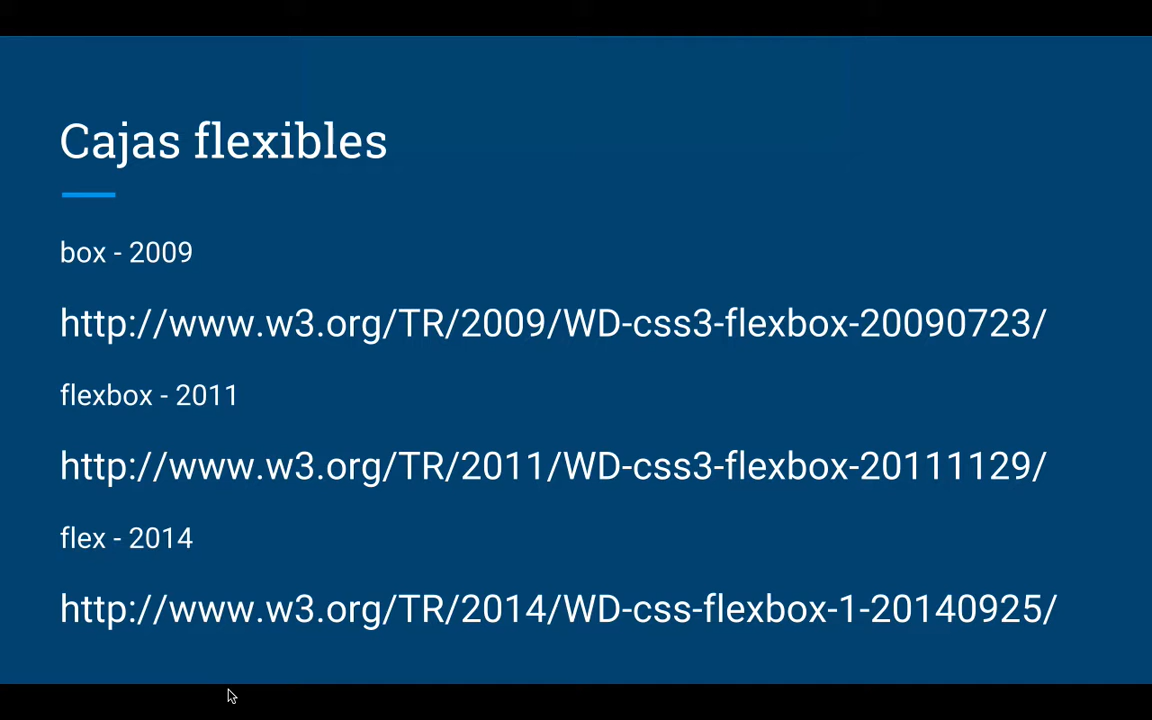 Cajas flexibles
box - 2009
http://www.w3.org/TR/2009/WD-css3-flexbox-20090723/
flexbox - 2011
http://www.w3.org/TR/2011/WD-css3-flexbox-20111129/
flex - 2014
http://www.w3.org/TR/2014/WD-css-flexbox-1-20140925/